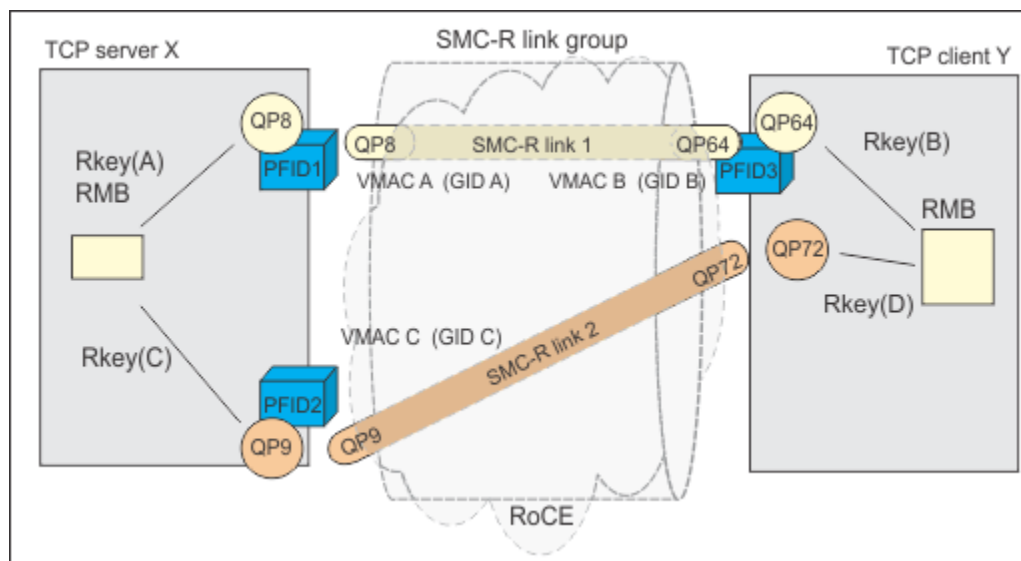 SMC-R link group
TCP server X
TCP client Y
QP8
QP8
SMC-R link 1
QP64
QP64
Rkey(B)
Rkey(A)
RMB
PFID1
VMAC A (GID A)
VMAC B (GID B)
PFID3
RMB
QP72
QP72
Rkey(D)
VMAC C (GID C)
SMC-R link 2
Rkey(C)
PFID2
QP9
QP9
RoCE